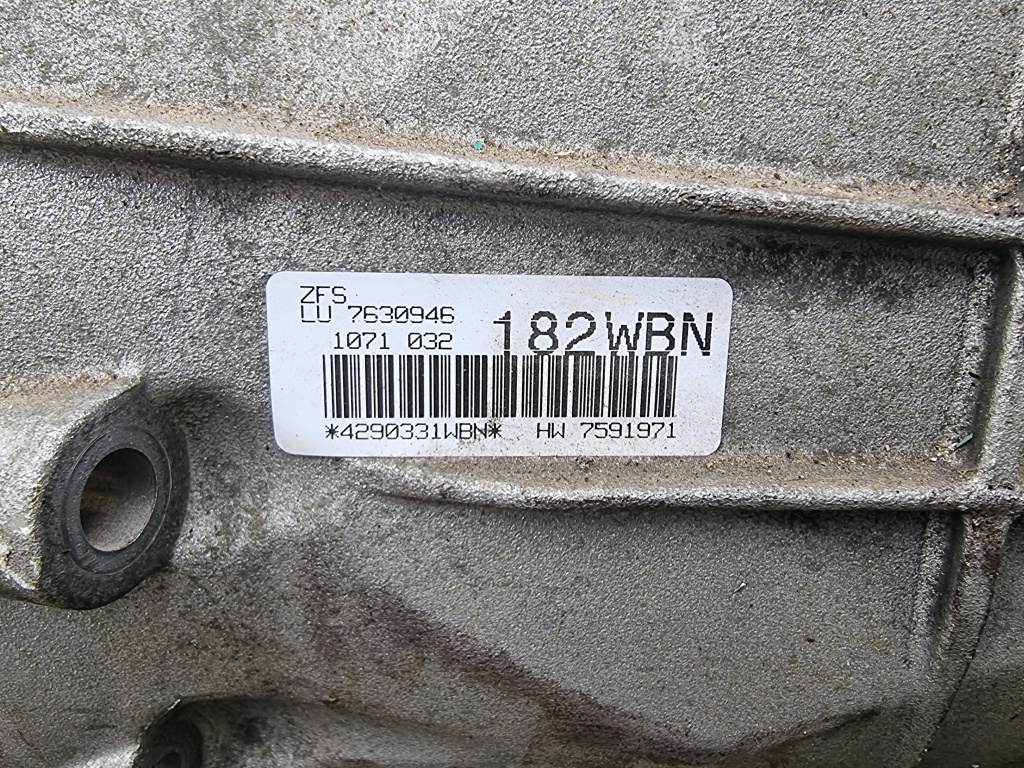 ZFS
LU 7630946
1071 032 182WBN
*4290331WBN* HW 7591971